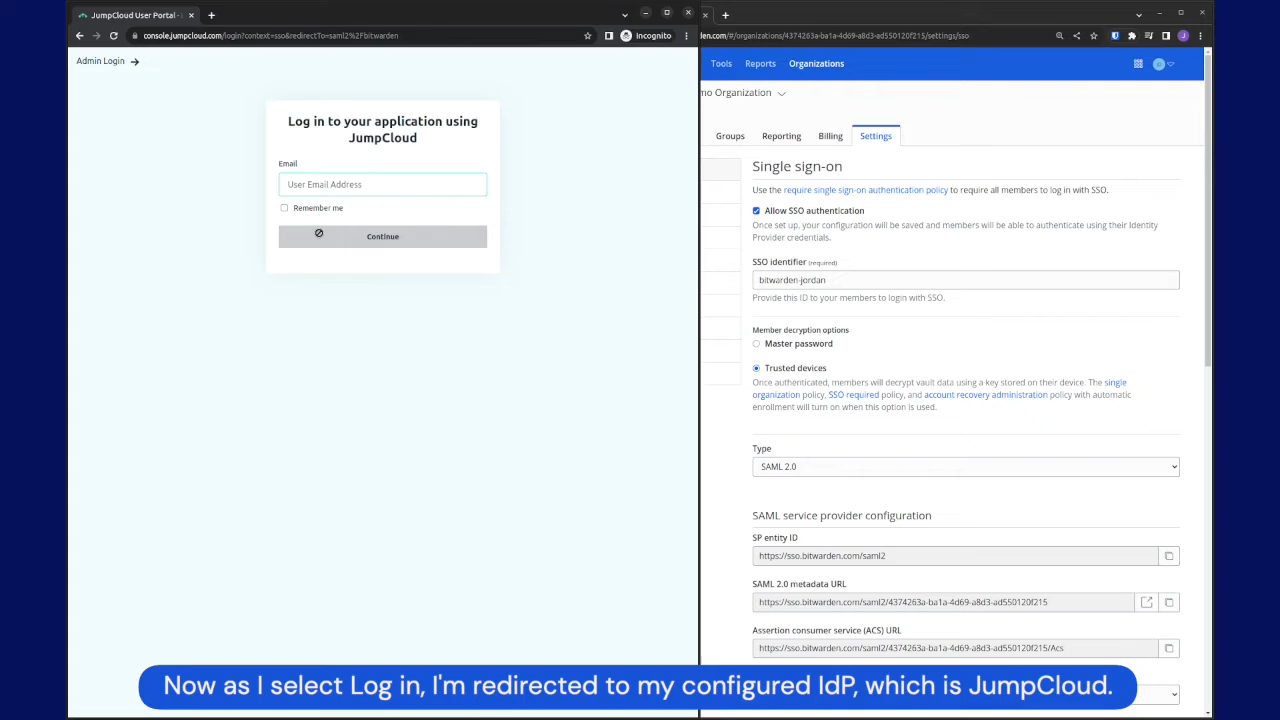 JumpCloud User Portal -
console.jumpcloud.com/login?context=sso&redirectTo=saml2%2Fbitwarden
Incognito
Admin Login
Log in to your application using
JumpCloud
Email
User Email Address
Remember me
Continue
rden.com/#/organizations/4374263a-ba1a-4d69-a8d3-ad550120f215/settings/sso
J
Tools
Reports
Organizations
mo Organization
Groups
Reporting
Billing
Settings
Single sign-on
Use the require single sign-on authentication policy to require all members to log in with SSO.
Allow SSO authentication
Once set up, your configuration will be saved and members will be able to authenticate using their Identity
Provider credentials.
SSO identifier (required)
bitwarden-jordan
Provide this ID to your members to login with SSO.
Member decryption options
Master password
Trusted devices
Once authenticated, members will decrypt vault data using a key stored on their device. The single
organization policy, SSO required policy, and account recovery administration policy with automatic
enrollment will turn on when this option is used.
Type
SAML 2.0
SAML service provider configuration
SP entity ID
https://sso.bitwarden.com/saml2
SAML 2.0 metadata URL
https://sso.bitwarden.com/saml2/4374263a-ba1a-4d69-a8d3-ad550120f215
Assertion consumer service (ACS) URL
https://sso.bitwarden.com/saml2/4374263a-ba1a-4d69-a8d3-ad550120f215/Acs
Now as I select Log in, I'm redirected to my configured IdP, which is JumpCloud.